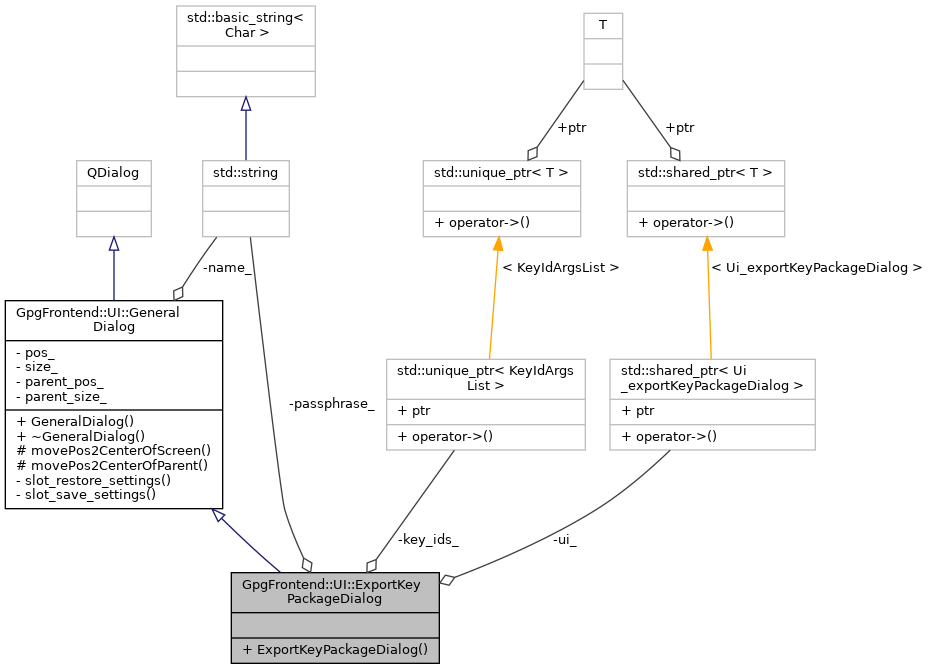 std::basic_string<
Char >
T
+ptr
+ptr
QDialog
std::string
std::unique_ptr< T >
+ operator->()
std::shared_ptr< T >
+ operator->()
-name_
< KeyIdArgsList >
< Ui_exportKeyPackageDialog >
GpgFrontend::UI::General
Dialog
- pos_
- size_
- parent_pos_
- parent_size_
+ GeneralDialog()
+ ~GeneralDialog()
# movePos2CenterOfScreen()
# movePos2CenterOfParent()
- slot_restore_settings()
- slot_save_settings()
-passphrase_
std::unique_ptr< KeyIdArgs
List >
+ ptr
+ operator->()
std::shared_ptr< Ui
_exportKeyPackageDialog >
+ ptr
+ operator->()
-key_ids_
-ui_
GpgFrontend::UI::ExportKey
PackageDialog
+ ExportKeyPackageDialog()